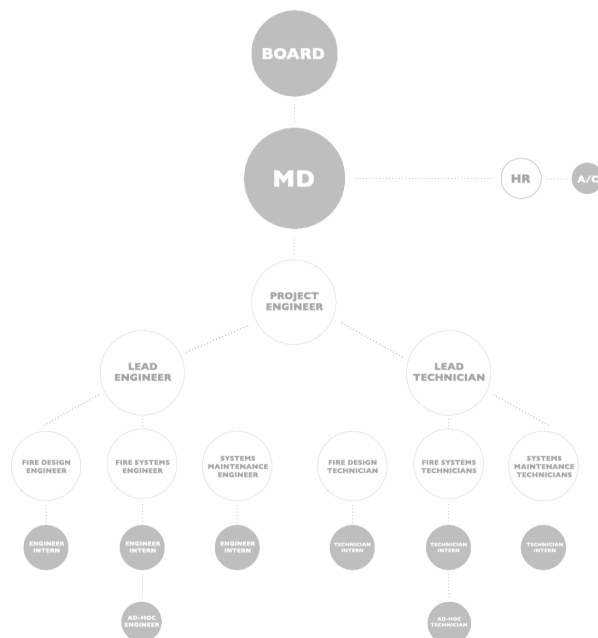 BOARD
MD
HR
A/C
PROJECT
ENGINEER
LEAD
ENGINEER
LEAD
TECHNICIAN
FIRE DESIGN
ENGINEER
FIRE SYSTEMS
ENGINEER
SYSTEMS
MAINTENANCE
ENGINEER
FIRE DESIGN
TECHNICIAN
FIRE SYSTEMS
TECHNICIANS
SYSTEMS
MAINTENANCE
TECHNICIANS
ENGINEER
INTERN
ENGINEER
INTERN
ENGINEER
INTERN
TECHNICIAN
INTERN
TECHNICIAN
INTERN
TECHNICIAN
INTERN
AD-HOC
ENGINEER
AD-HOC
TECHNICIAN